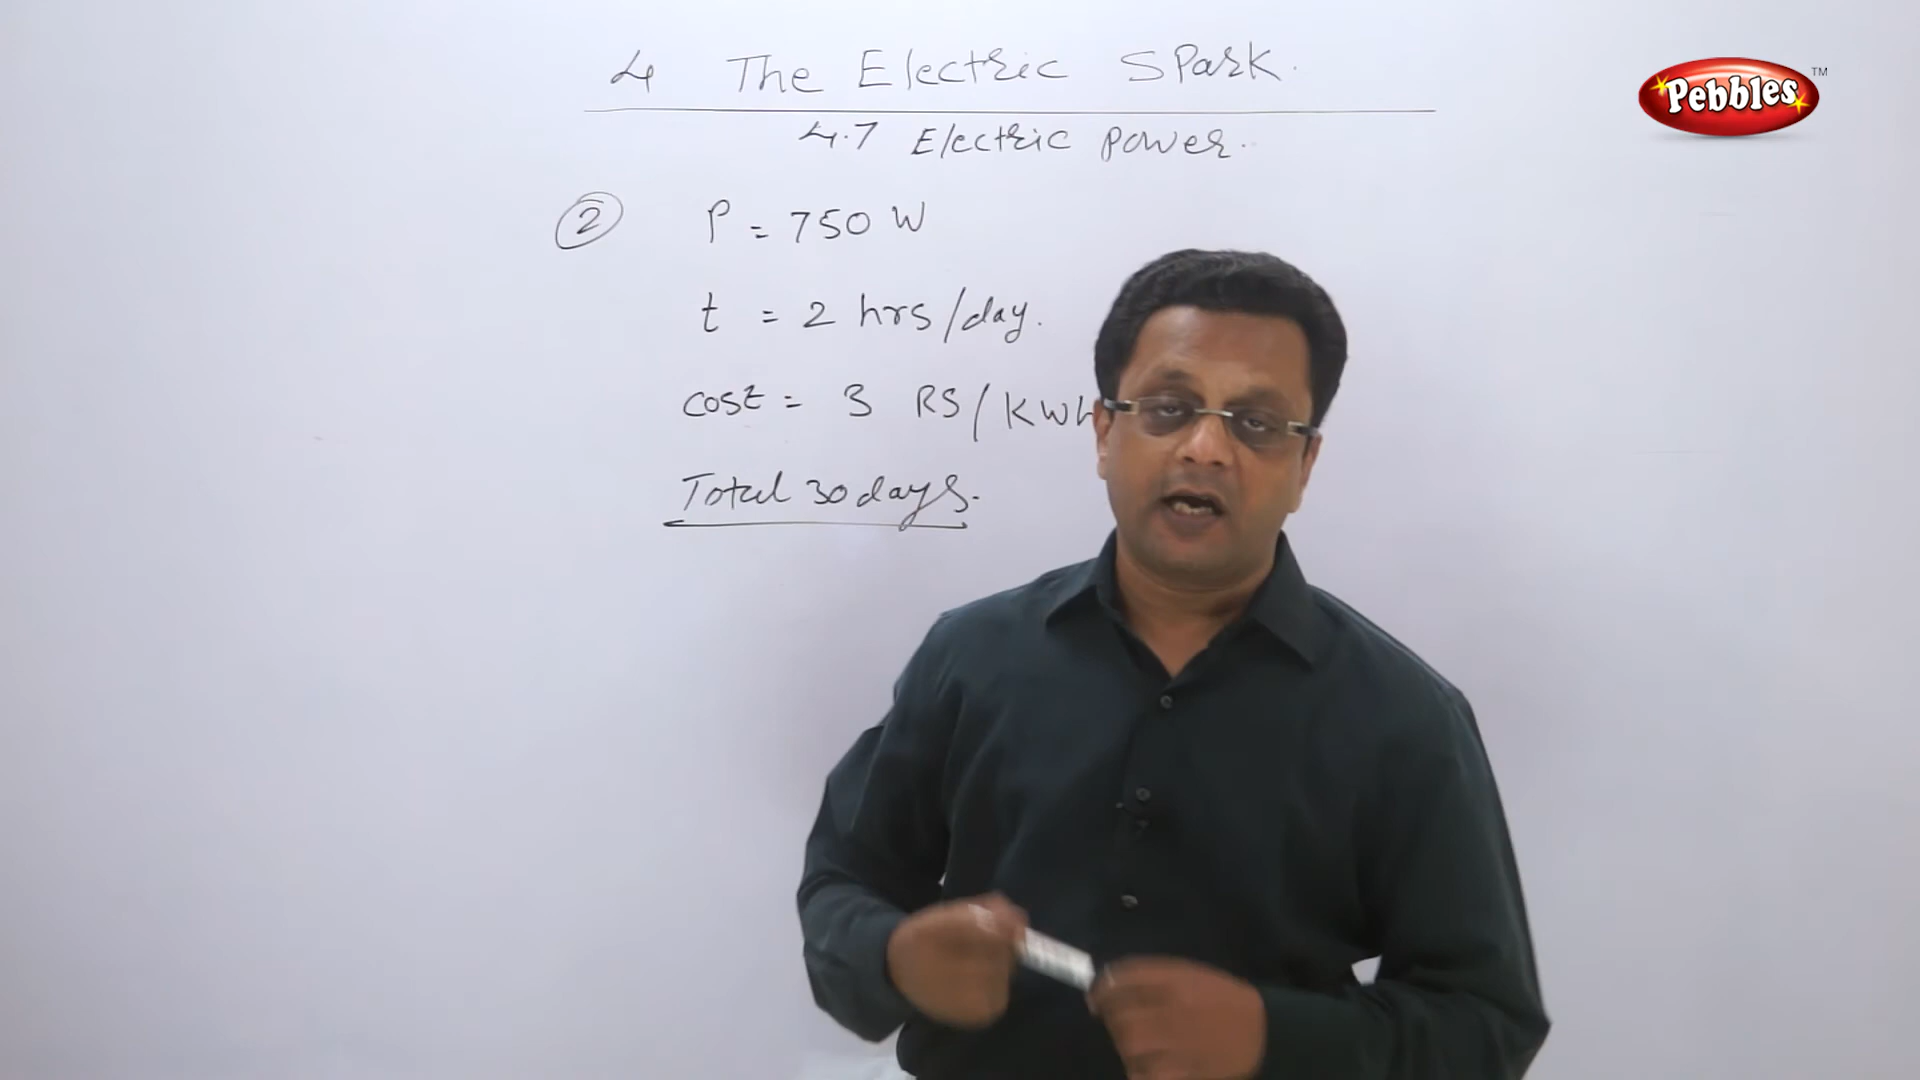 4 The Electric Spark.
4.7 Electric Power.
2 P = 750 W
t = 2 hrs/day.
cost = 3 RS/KWh
Total 30 days.
Pebbles TM